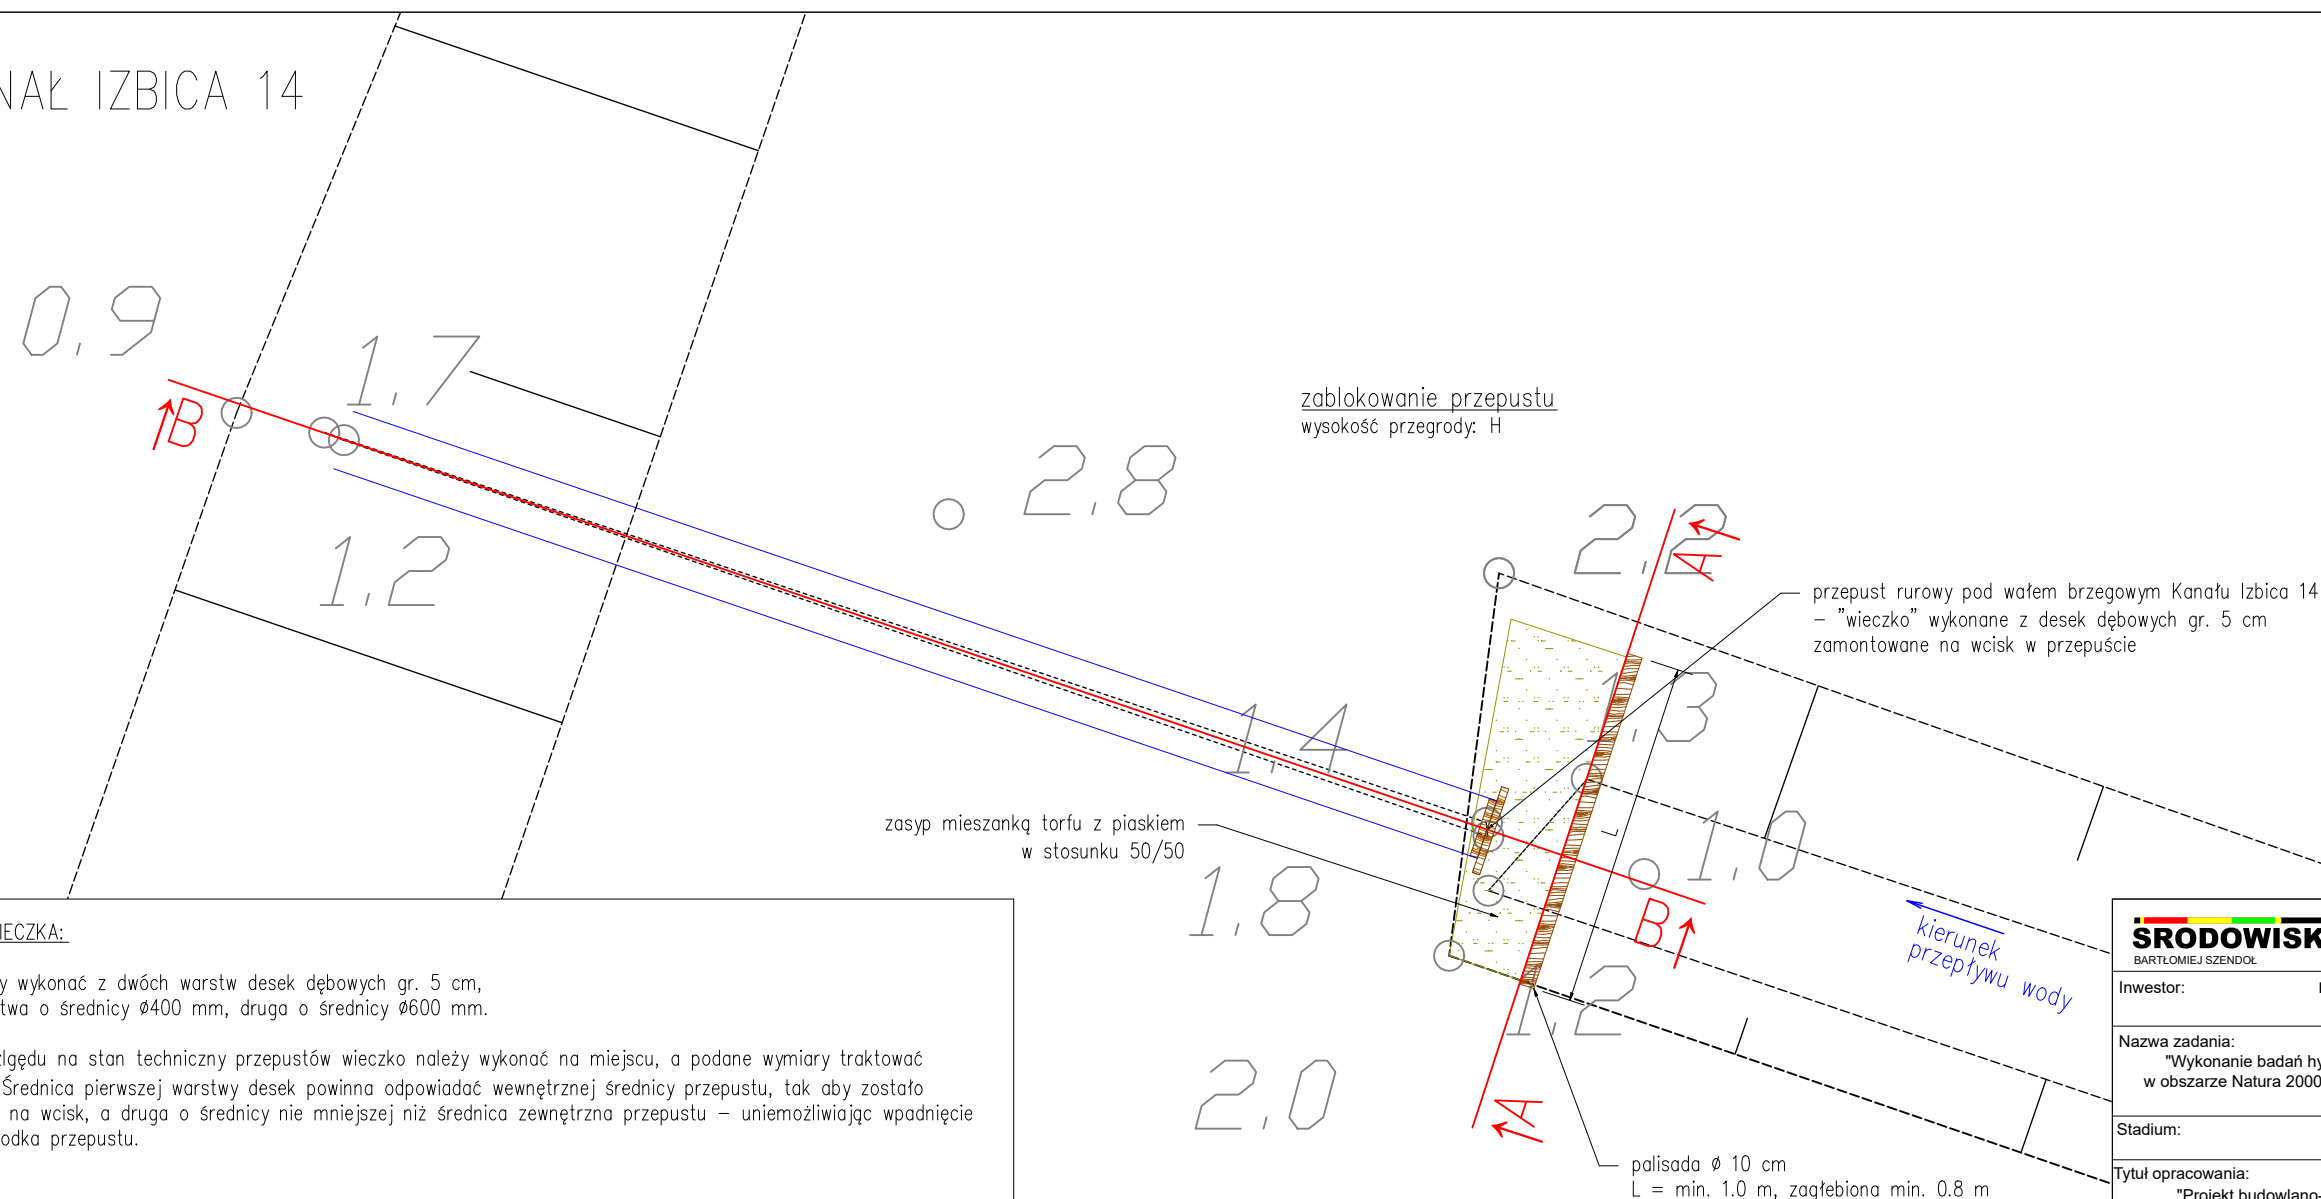 NAŁ IZBICA 14
0,9
1,7
B
1,2
2,8
zablokowanie przepustu
wysokość przegrody: H
2,2
A
przepust rurowy pod wałem brzegowym Kanału Izbica 14
– "wieczko" wykonane z desek dębowych gr. 5 cm
zamontowane na wcisk w przepuście
1,3
1,4
L
1,0
zasyp mieszanką torfu z piaskiem
w stosunku 50/50
1,8
B
kierunek
przepływu wody
1,2
2,0
A
palisada ø 10 cm
L = min. 1.0 m, zagłebiona min. 0.8 m
IECZKA:
y wykonać z dwóch warstw desek dębowych gr. 5 cm,
twa o średnicy ø400 mm, druga o średnicy ø600 mm.
zlgędu na stan techniczny przepustów wieczko należy wykonać na miejscu, a podane wymiary traktować
Średnica pierwszej warstwy desek powinna odpowiadać wewnętrznej średnicy przepustu, tak aby zostało
na wcisk, a druga o średnicy nie mniejszej niż średnica zewnętrzna przepustu – uniemożliwiając wpadnięcie
odka przepustu.
ŚRODOWISK
BARTŁOMIEJ SZENDOŁ
Inwestor:
Nazwa zadania:
"Wykonanie badań hy
w obszarze Natura 2000
Stadium:
Tytuł opracowania:
"Projekt budowlano-